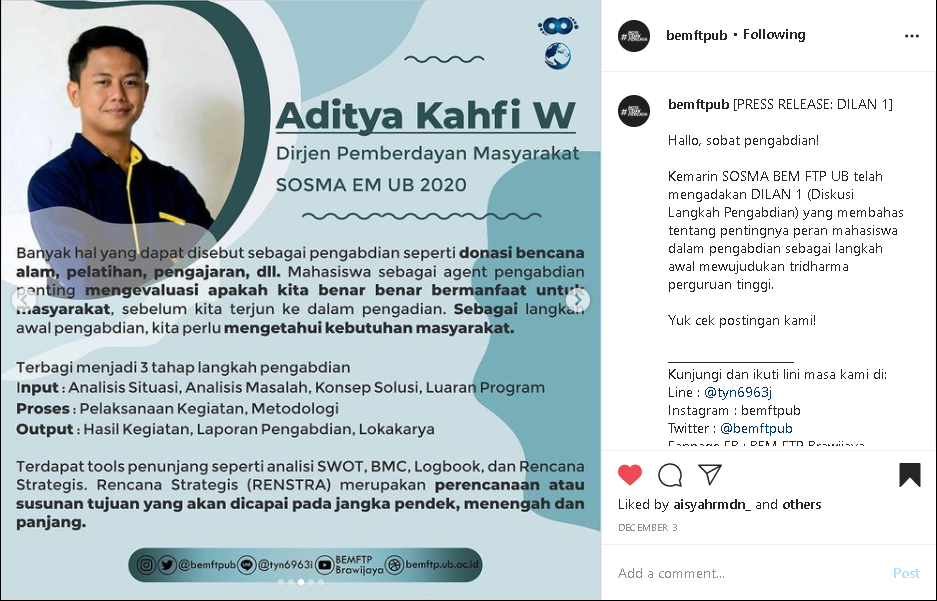 Aditya Kahfi W
Dirjen Pemberdayan Masyarakat
SOSMA EM UB 2020
Banyak hal yang dapat disebut sebagai pengabdian seperti donasi bencana
alam, pelatihan, pengajaran, dll. Mahasiswa sebagai agent pengabdian
penting mengevaluasi apakah kita benar benar bermanfaat untuk
masyarakat, sebelum kita terjun ke dalam pengadian. Sebagai langkah
awal pengabdian, kita perlu mengetahui kebutuhan masyarakat.
Terbagi menjadi 3 tahap langkah pengabdian
Input : Analisis Situasi, Analisis Masalah, Konsep Solusi, Luaran Program
Proses : Pelaksanaan Kegiatan, Metodologi
Output : Hasil Kegiatan, Laporan Pengabdian, Lokakarya
Terdapat tools penunjang seperti analisi SWOT, BMC, Logbook, dan Rencana
Strategis. Rencana Strategis (RENSTRA) merupakan perencanaan atau
susunan tujuan yang akan dicapai pada jangka pendek, menengah dan
panjang.
@bemftpub @tyn6963i BEMFTP Brawijaya bemftp.ub.ac.id
bemftpub • Following
bemftpub [PRESS RELEASE: DILAN 1]
Hallo, sobat pengabdian!
Kemarin SOSMA BEM FTP UB telah
mengadakan DILAN 1 (Diskusi
Langkah Pengabdian) yang membahas
tentang pentingnya peran mahasiswa
dalam pengabdian sebagai langkah
awal mewujudukan tridharma
perguruan tinggi.
Yuk cek postingan kami!
Kunjungi dan ikuti lini masa kami di:
Line : @tyn6963j
Instagram : bemftpub
Twitter : @bemftpub
Fanpage FB : BEM FTP Brawijaya
Liked by aisyahrmdn_ and others
DECEMBER 3
Add a comment...
Post